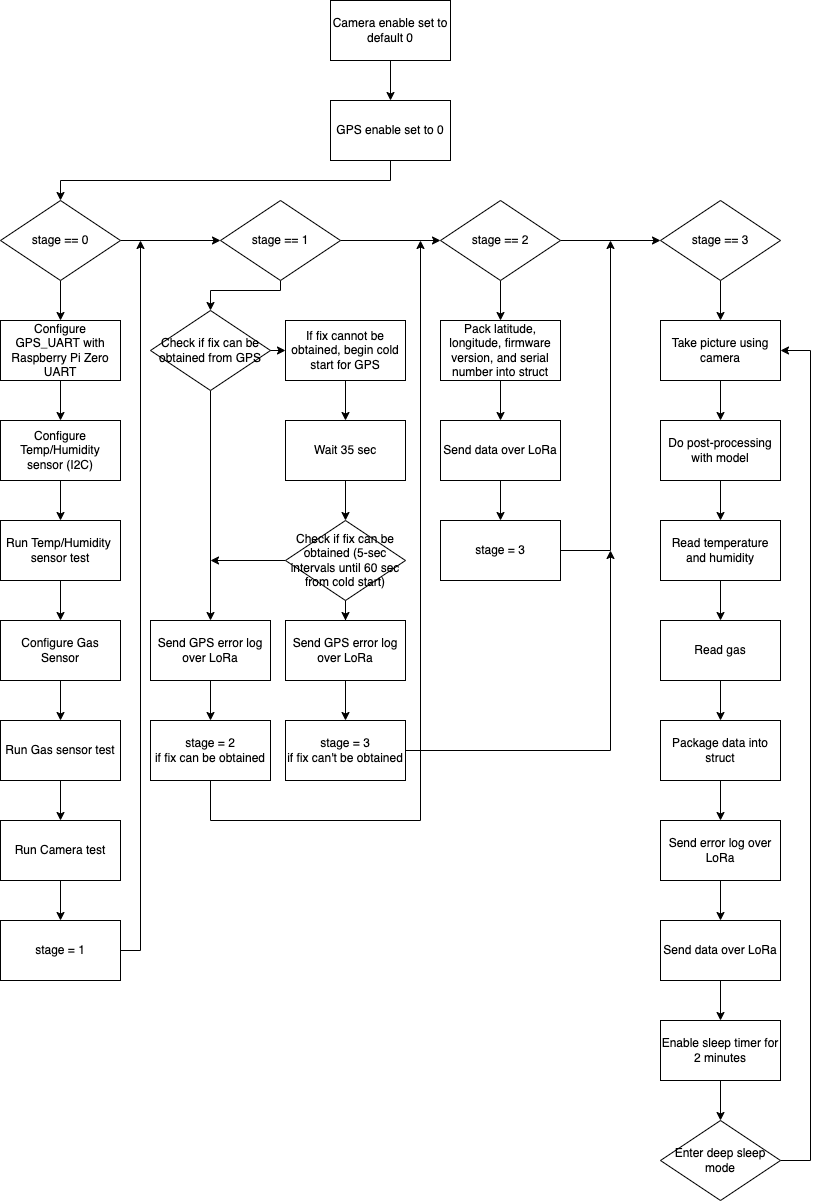 Camera enable set to
default 0
GPS enable set to 0
stage == 0
stage == 1
stage == 2
stage == 3
Configure
GPS_UART with
Raspberry Pi Zero
UART
Configure
Temp/Humidity
sensor (I2C)
Run Temp/Humidity
sensor test
Configure Gas
Sensor
Run Gas sensor test
Run Camera test
stage = 1
Check if fix can be
obtained from GPS
If fix cannot be
obtained, begin cold
start for GPS
Wait 35 sec
Check if fix can be
obtained (5-sec
intervals until 60 sec
from cold start)
Send GPS error log
over LoRa
Send GPS error log
over LoRa
stage = 2
if fix can be obtained
stage = 3
if fix can't be obtained
Pack latitude,
longitude, firmware
version, and serial
number into struct
Send data over LoRa
stage = 3
Take picture using
camera
Do post-processing
with model
Read temperature
and humidity
Read gas
Package data into
struct
Send error log over
LoRa
Send data over LoRa
Enable sleep timer for
2 minutes
Enter deep sleep
mode